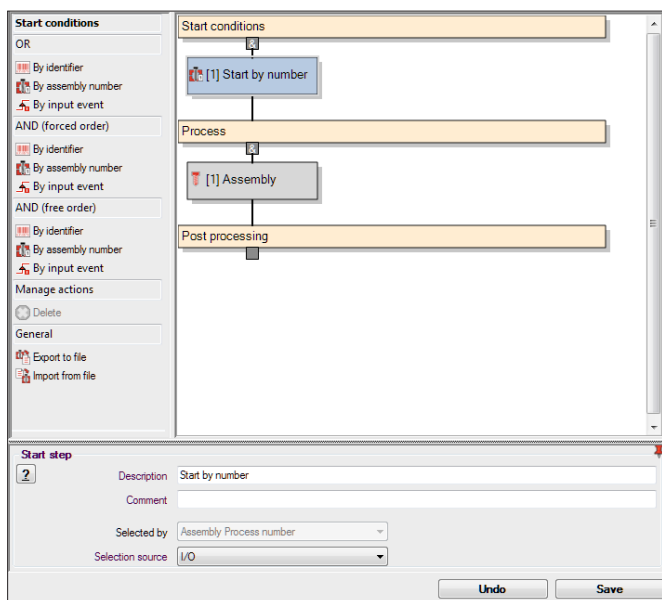 Start conditions
OR
By identifier
By assembly number
By input event
AND (forced order)
By identifier
By assembly number
By input event
AND (free order)
By identifier
By assembly number
By input event
Manage actions
Delete
General
Export to file
Import from file
Start conditions
&
[1] Start by number
Process
&
[1] Assembly
Post processing
Start step
?
Description Start by number
Comment
Selected by Assembly Process number
Selection source I/O
Undo Save